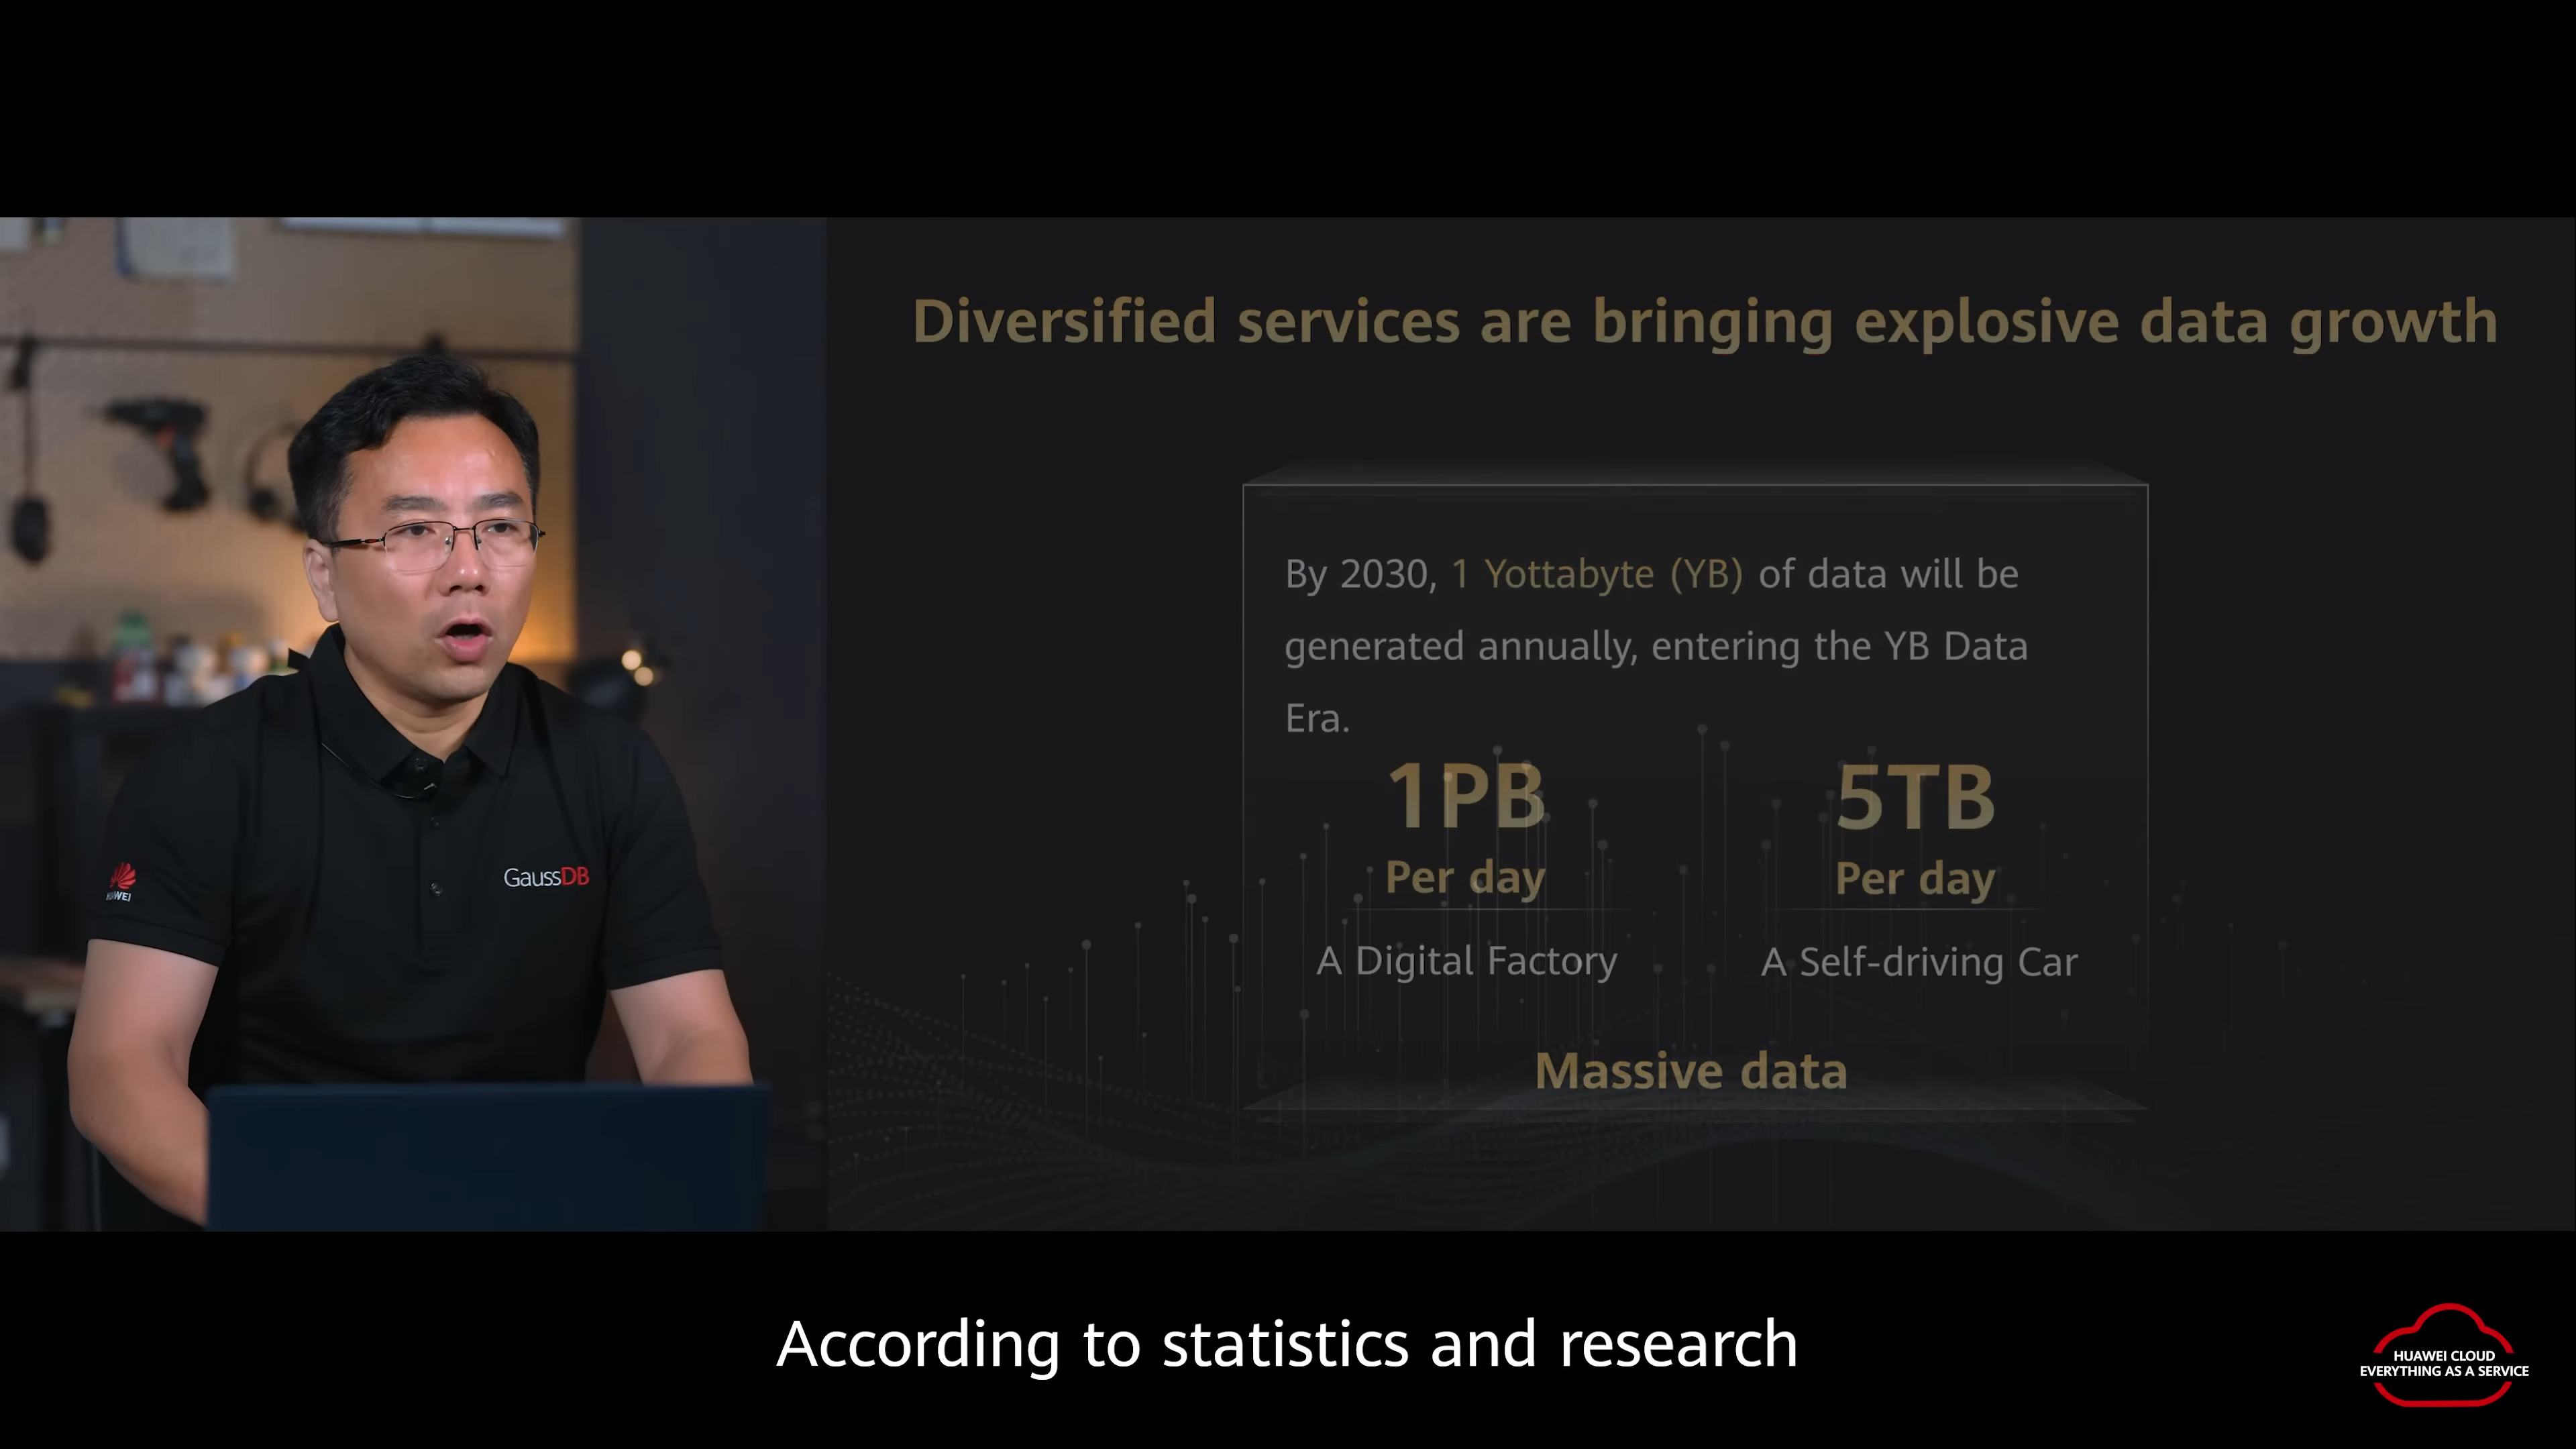 Diversified services are bringing explosive data growth
By 2030, 1 Yottabyte (YB) of data will be
generated annually, entering the YB Data
Era.
1PB
Per day
A Digital Factory
5TB
Per day
A Self-driving Car
Massive data
GaussDB
HUAWEI
According to statistics and research
HUAWEI CLOUD
EVERYTHING AS A SERVICE